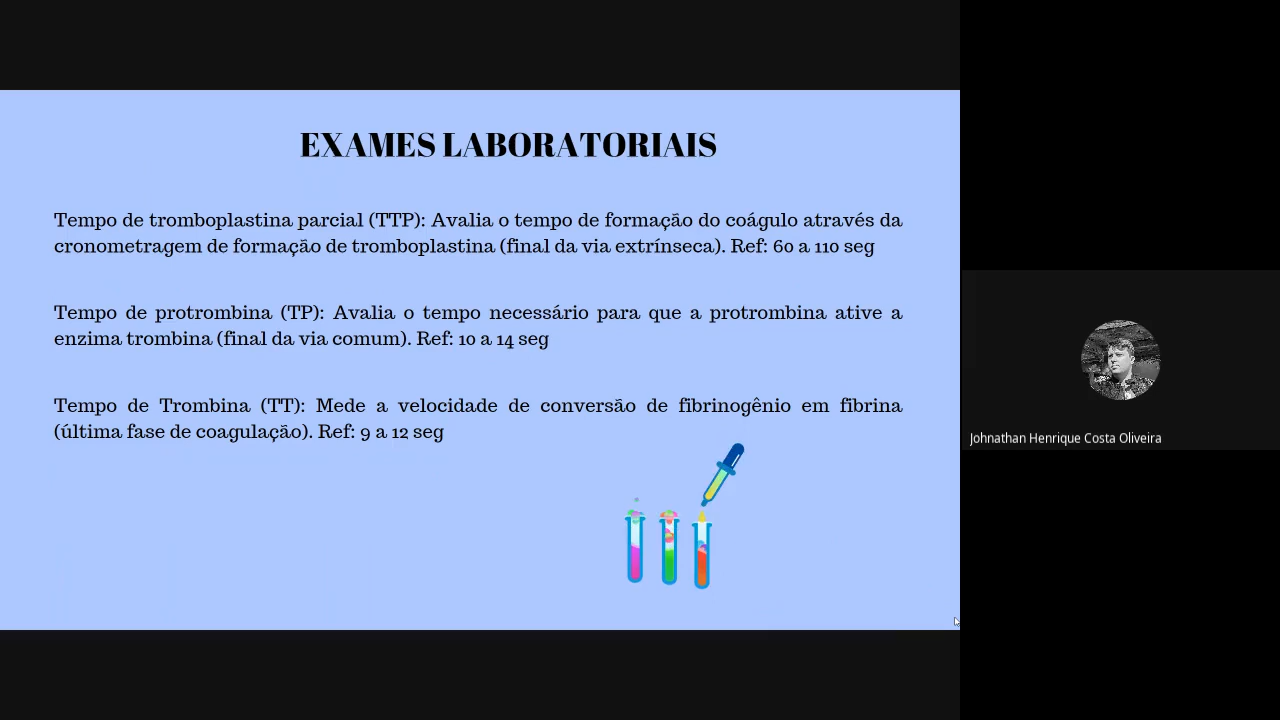 EXAMES LABORATORIAIS
Tempo de tromboplastina parcial (TTP): Avalia o tempo de formação do coágulo através da
cronometragem de formação de tromboplastina (final da via extrínseca). Ref: 60 a 110 seg
Tempo de protrombina (TP): Avalia o tempo necessário para que a protrombina ative a
enzima trombina (final da via comum). Ref: 10 a 14 seg
Tempo de Trombina (TT): Mede a velocidade de conversão de fibrinogênio em fibrina
(última fase de coagulação). Ref: 9 a 12 seg
Johnathan Henrique Costa Oliveira